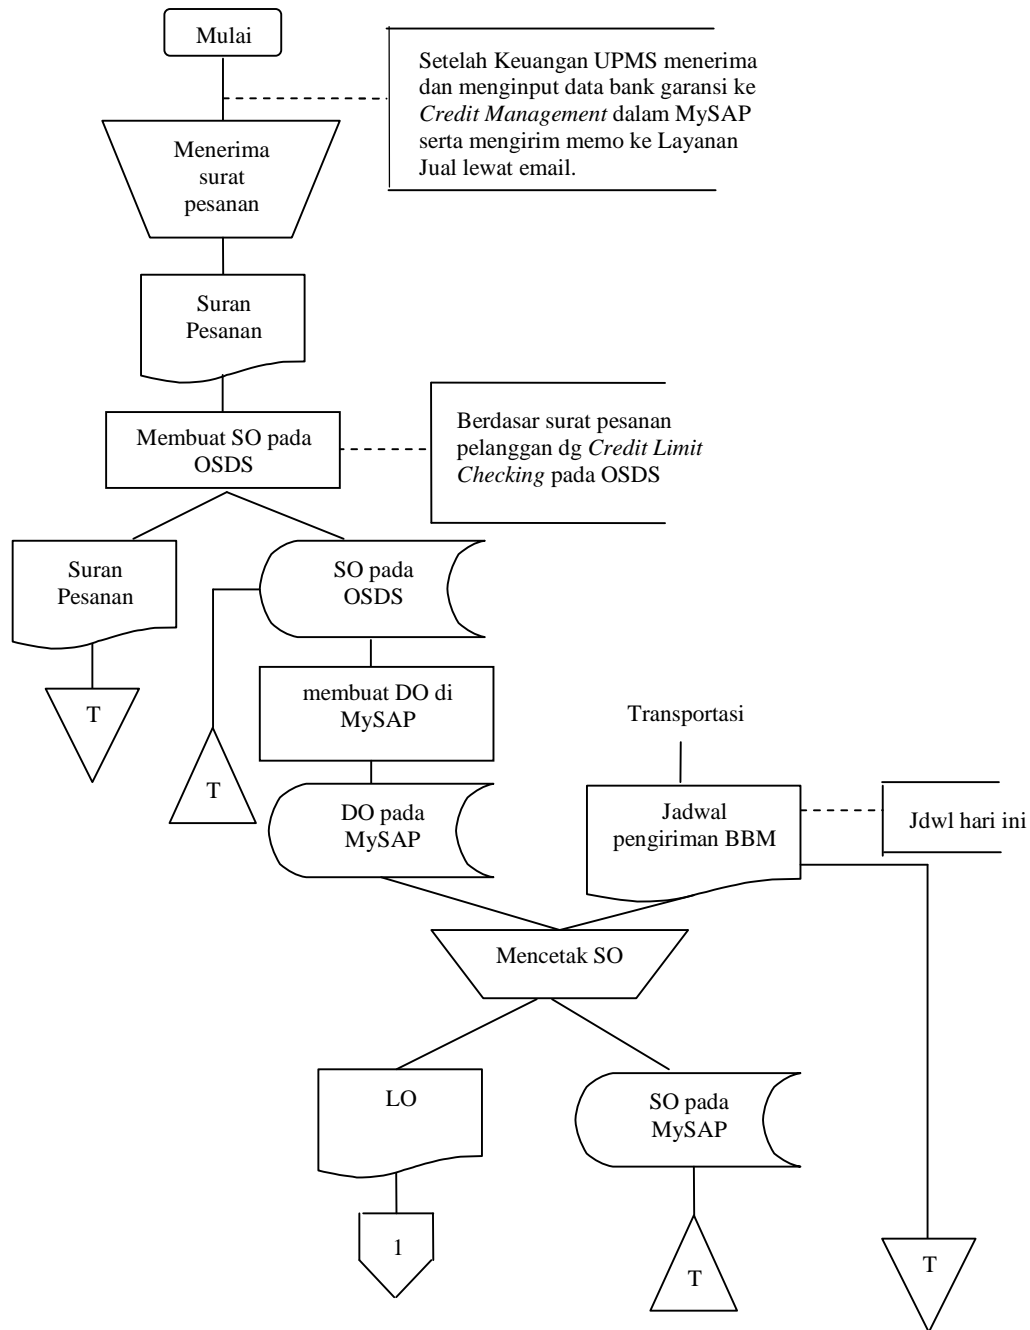 Mulai
Setelah Keuangan UPMS menerima
dan menginput data bank garansi ke
Credit Management dalam MySAP
serta mengirim memo ke Layanan
Jual lewat email.
Menerima
surat
pesanan
Suran
Pesanan
Membuat SO pada
OSDS
Berdasar surat pesanan
pelanggan dg Credit Limit
Checking pada OSDS
Suran
Pesanan
SO pada
OSDS
T
T
membuat DO di
MySAP
Transportasi
DO pada
MySAP
Jadwal
pengiriman BBM
Jdwl hari ini
Mencetak SO
LO
SO pada
MySAP
1
T
T